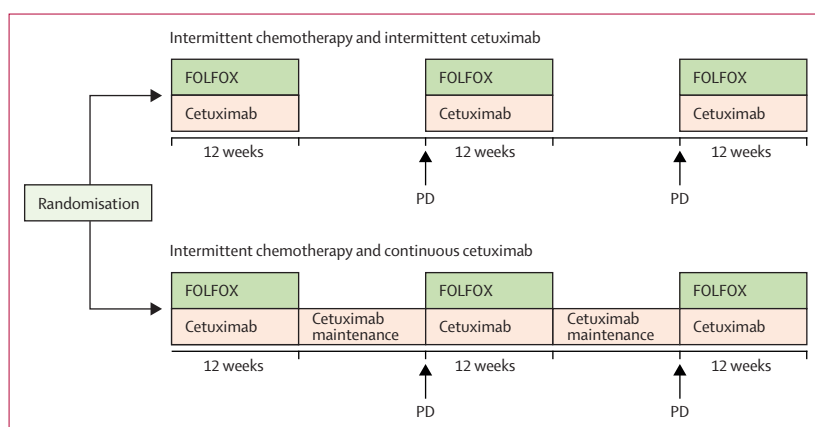 Intermittent chemotherapy and intermittent cetuximab
FOLFOX FOLFOX FOLFOX
Cetuximab Cetuximab Cetuximab
12 weeks 12 weeks 12 weeks
PD PD
Randomisation
Intermittent chemotherapy and continuous cetuximab
FOLFOX FOLFOX FOLFOX
Cetuximab Cetuximab
maintenance Cetuximab Cetuximab
maintenance Cetuximab
12 weeks 12 weeks 12 weeks
PD PD